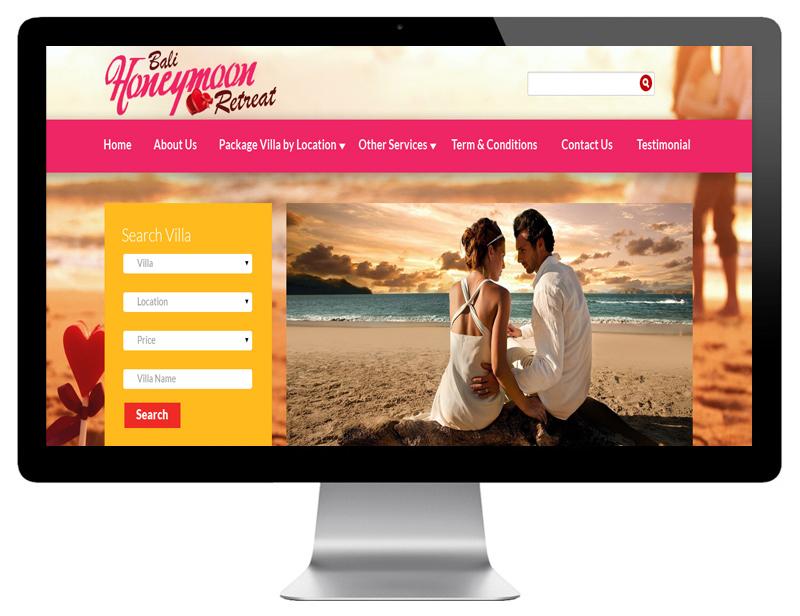 Bali
Honeymoon
Retreat
Home About Us Package Villa by Location ▾ Other Services ▾ Term & Conditions Contact Us Testimonial
Search Villa
Villa
Location
Price
Villa Name
Search